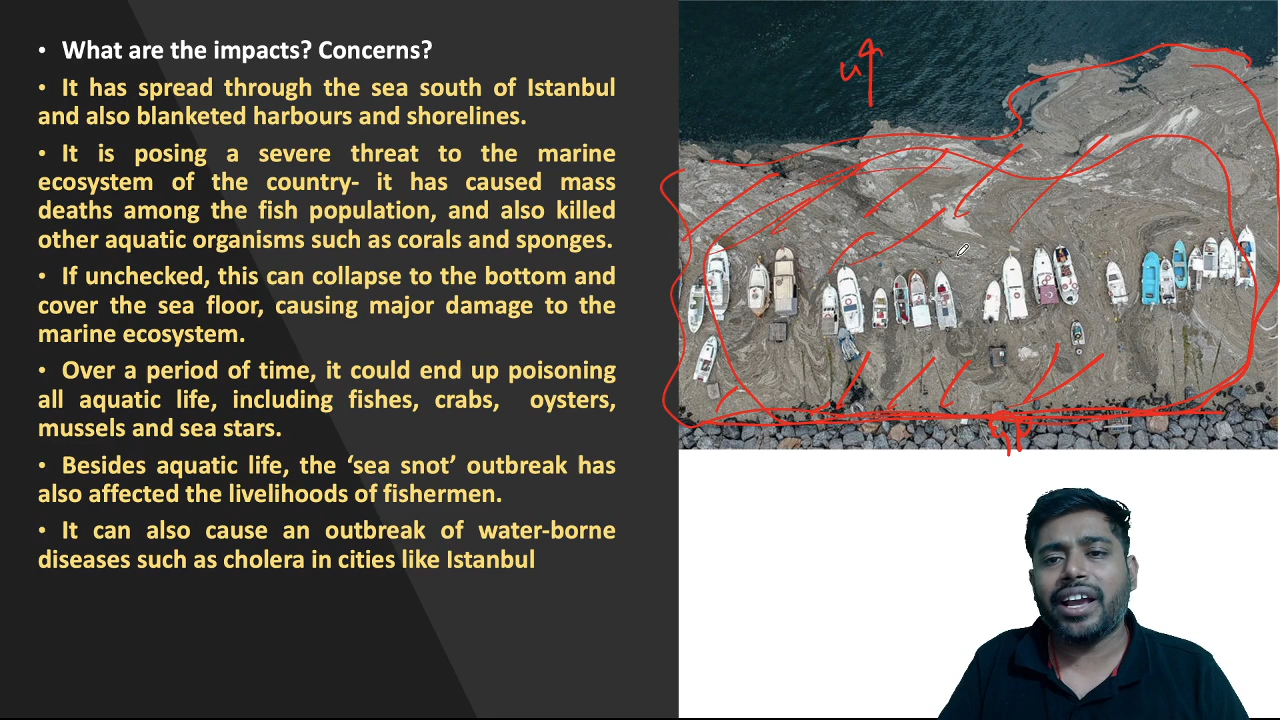 • What are the impacts? Concerns?
• It has spread through the sea south of Istanbul
and also blanketed harbours and shorelines.
• It is posing a severe threat to the marine
ecosystem of the country- it has caused mass
deaths among the fish population, and also killed
other aquatic organisms such as corals and sponges.
• If unchecked, this can collapse to the bottom and
cover the sea floor, causing major damage to the
marine ecosystem.
• Over a period of time, it could end up poisoning
all aquatic life, including fishes, crabs, oysters,
mussels and sea stars.
• Besides aquatic life, the ‘sea snot’ outbreak has
also affected the livelihoods of fishermen.
• It can also cause an outbreak of water-borne
diseases such as cholera in cities like Istanbul